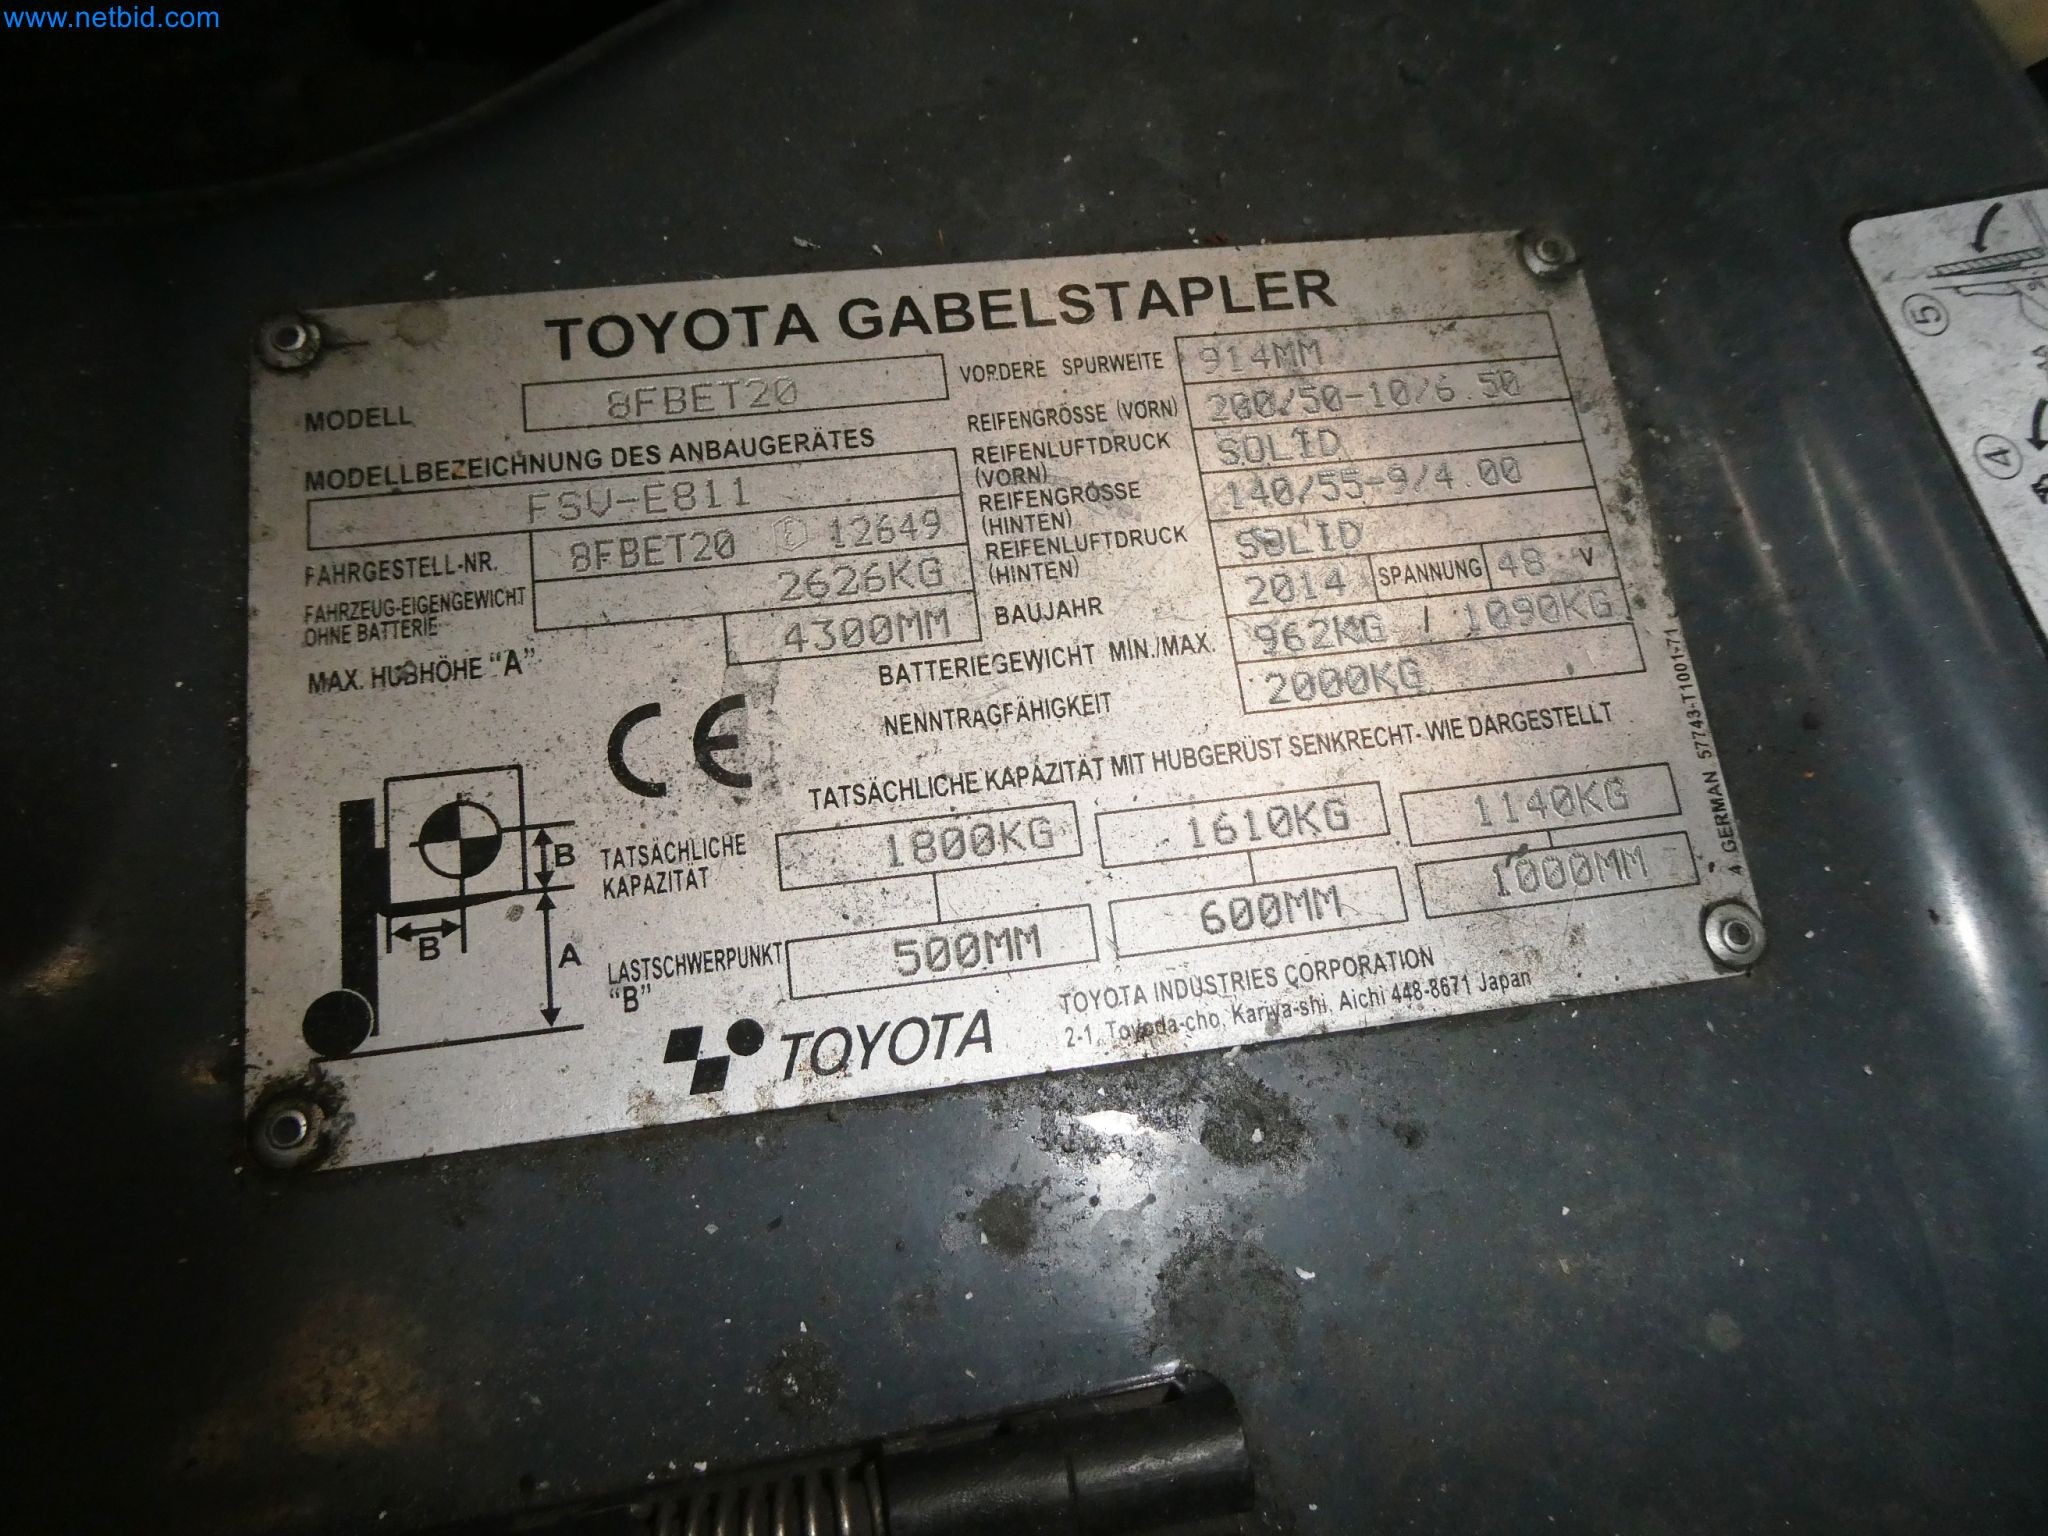 www.netbid.com
TOYOTA GABELSTAPLER
MODELL 8FBET20
MODELLBEZEICHNUNG DES ANBAUGERÄTES
FSV-E811
FAHRGESTELL-NR. 8FBET20 12649
FAHRZEUG-EIGENGEWICHT
OHNE BATTERIE 2626KG
MAX. HUBHÖHE "A" 4300MM
VORDERE SPURWEITE 914MM
REIFENGRÖSSE (VORN) 200/50-10/6.50
REIFENLUFTDRUCK
(VORN) SOLID
REIFENGRÖSSE
(HINTEN) 140/55-9/4.00
REIFENLUFTDRUCK
(HINTEN) SOLID
BAUJAHR 2014 SPANNUNG 48 V
BATTERIEGEWICHT MIN./MAX. 962KG / 1090KG
NENNTRAGFÄHIGKEIT 2000KG
CE
TATSÄCHLICHE KAPAZITÄT MIT HUBGERÜST SENKRECHT- WIE DARGESTELLT
TATSÄCHLICHE
KAPAZITÄT 1800KG 1610KG 1140KG
LASTSCHWERPUNKT
"B" 500MM 600MM 1000MM
B
B
A
TOYOTA
TOYOTA INDUSTRIES CORPORATION
2-1, Toyoda-cho, Kariya-shi, Aichi 448-8671 Japan
4 GERMAN 57743-T1001-71
5
4